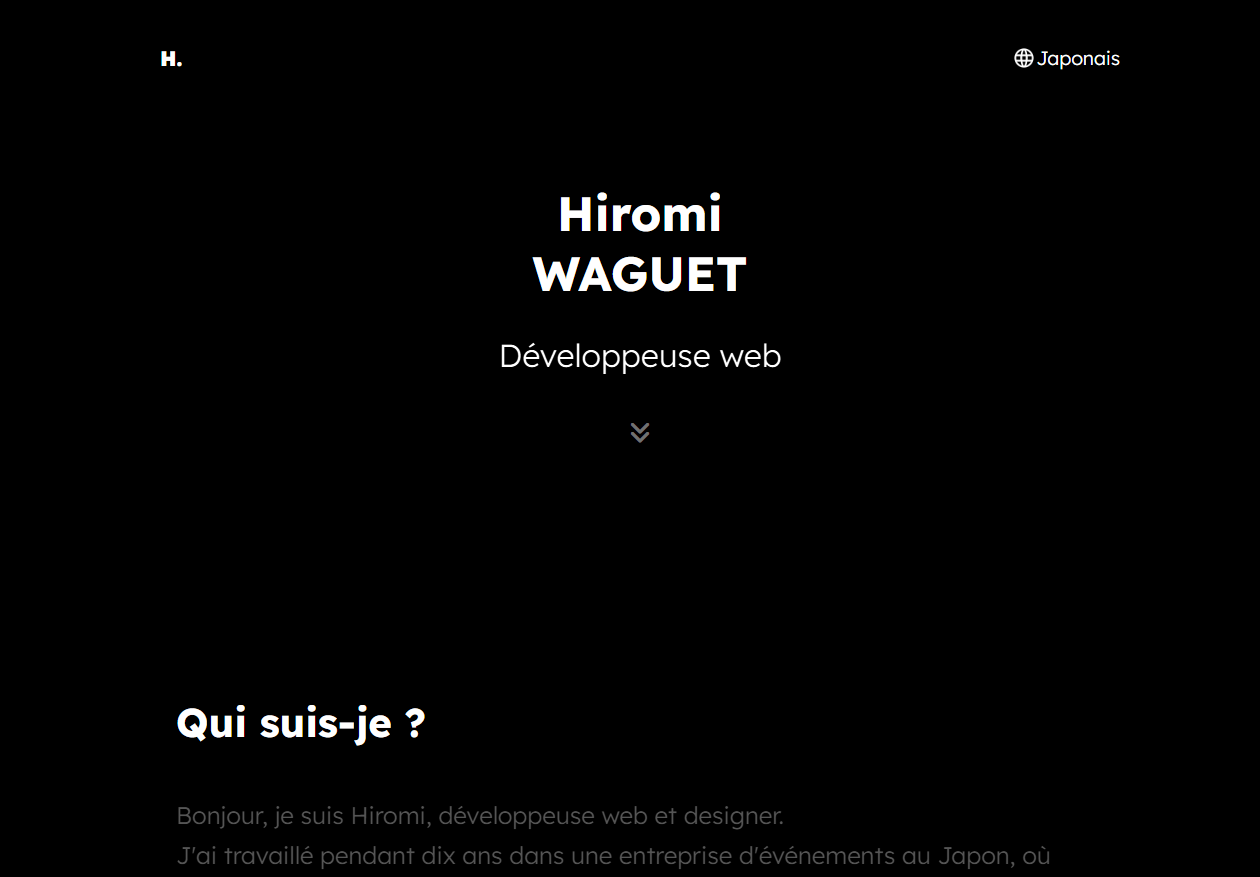 H.
Japonais
Hiromi
WAGUET
Développeuse web
Qui suis-je ?
Bonjour, je suis Hiromi, développeuse web et designer.
J'ai travaillé pendant dix ans dans une entreprise d'événements au Japon, où